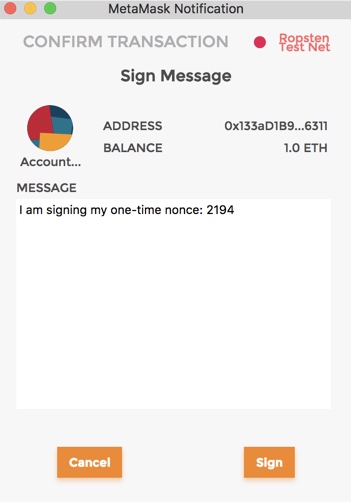 MetaMask Notification
CONFIRM TRANSACTION
Ropsten
Test Net
Sign Message
ADDRESS 0x133aD1B9...6311
BALANCE 1.0 ETH
Account...
MESSAGE
I am signing my one-time nonce: 2194
Cancel Sign